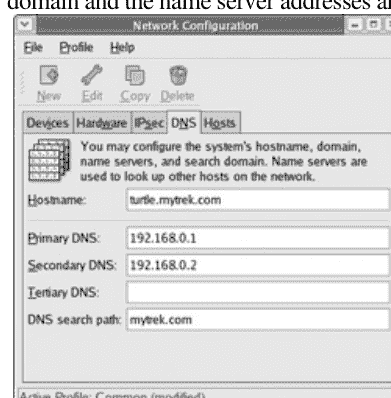 domain and the name server addresses a
Network Configuration
File Profile Help
New Edit Copy Delete
Devices Hardware IPsec DNS Hosts
You may configure the system's hostname, domain,
name servers, and search domain. Name servers are
used to look up other hosts on the network.
Hostname: turtle.mytrek.com
Primary DNS: 192.168.0.1
Secondary DNS: 192.168.0.2
Tertiary DNS:
DNS search path: mytrek.com
Active Profile: Common (modified)